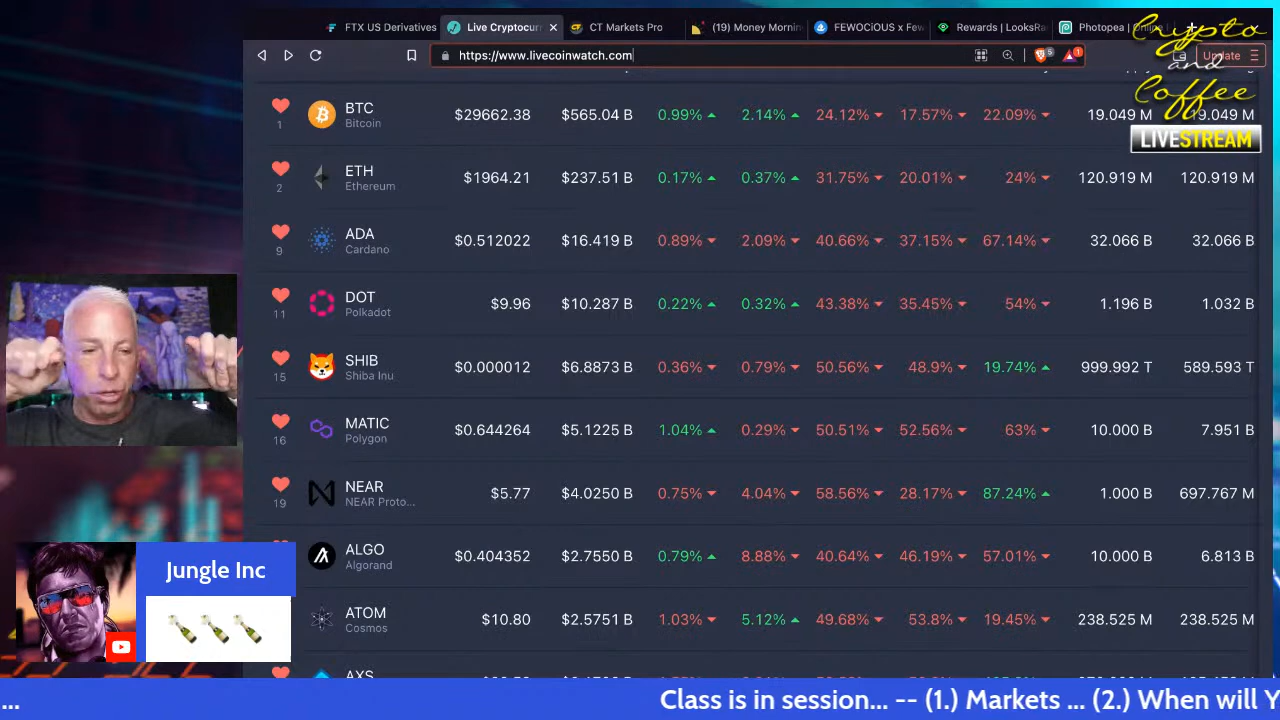 FTX US Derivatives
Live Cryptocurr
CT Markets Pro
(19) Money Mornin
FEWOCiOUS x Few
Rewards | LooksRa
Photopea | Online
Crypto
and
Coffee
LIVESTREAM
https://www.livecoinwatch.com
5
1
Update
1 BTC Bitcoin $29662.38 $565.04 B 0.99% 2.14% 24.12% 17.57% 22.09% 19.049 M 19.049 M
2 ETH Ethereum $1964.21 $237.51 B 0.17% 0.37% 31.75% 20.01% 24% 120.919 M 120.919 M
9 ADA Cardano $0.512022 $16.419 B 0.89% 2.09% 40.66% 37.15% 67.14% 32.066 B 32.066 B
11 DOT Polkadot $9.96 $10.287 B 0.22% 0.32% 43.38% 35.45% 54% 1.196 B 1.032 B
15 SHIB Shiba Inu $0.000012 $6.8873 B 0.36% 0.79% 50.56% 48.9% 19.74% 999.992 T 589.593 T
16 MATIC Polygon $0.644264 $5.1225 B 1.04% 0.29% 50.51% 52.56% 63% 10.000 B 7.951 B
19 NEAR NEAR Proto... $5.77 $4.0250 B 0.75% 4.04% 58.56% 28.17% 87.24% 1.000 B 697.767 M
ALGO Algorand $0.404352 $2.7550 B 0.79% 8.88% 40.64% 46.19% 57.01% 10.000 B 6.813 B
ATOM Cosmos $10.80 $2.5751 B 1.03% 5.12% 49.68% 53.8% 19.45% 238.525 M 238.525 M
AXS
Jungle Inc
... Class is in session... -- (1.) Markets ... (2.) When will Y